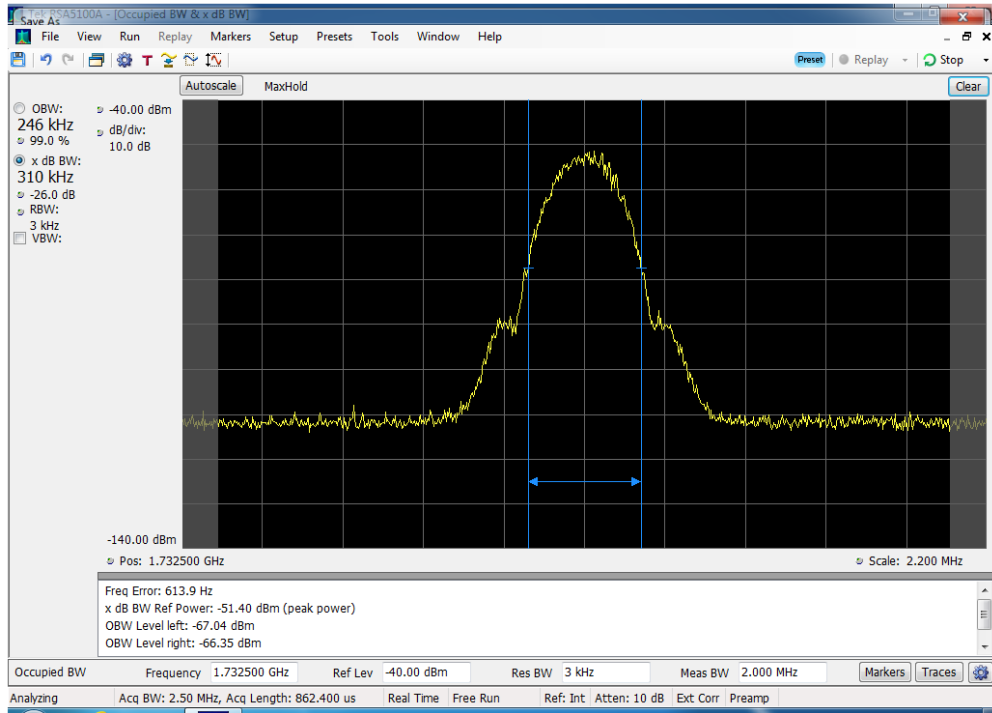 Tek RSA5100A - [Occupied BW & x dB BW]
Save As
File View Run Replay Markers Setup Presets Tools Window Help
T Preset Replay Stop
Autoscale MaxHold Clear
OBW:
246 kHz
99.0 %
x dB BW:
310 kHz
-26.0 dB
RBW:
3 kHz
VBW:
-40.00 dBm
dB/div:
10.0 dB
-140.00 dBm
Pos: 1.732500 GHz Scale: 2.200 MHz
Freq Error: 613.9 Hz
x dB BW Ref Power: -51.40 dBm (peak power)
OBW Level left: -67.04 dBm
OBW Level right: -66.35 dBm
Occupied BW Frequency 1.732500 GHz Ref Lev -40.00 dBm Res BW 3 kHz Meas BW 2.000 MHz Markers Traces
Analyzing Acq BW: 2.50 MHz, Acq Length: 862.400 us Real Time Free Run Ref: Int Atten: 10 dB Ext Corr Preamp